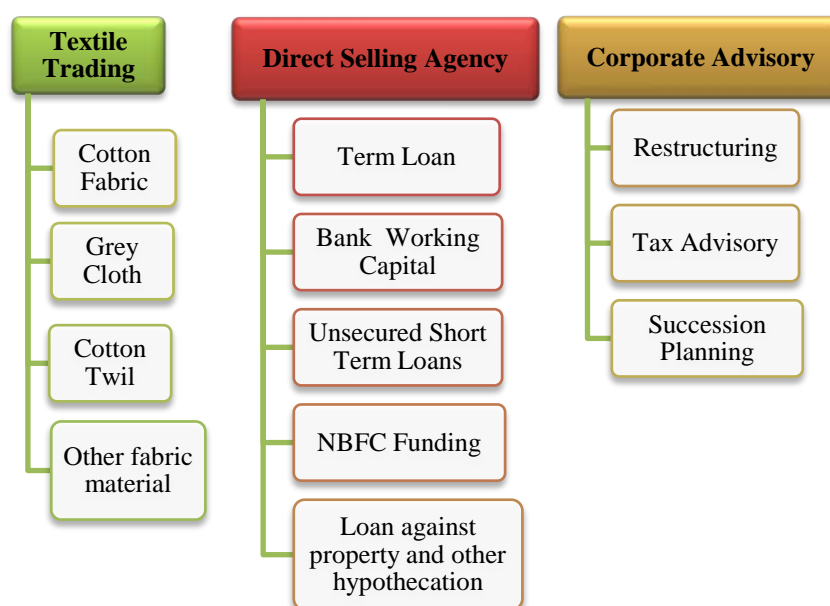 Textile
Trading
Cotton
Fabric
Grey
Cloth
Cotton
Twil
Other fabric
material
Direct Selling Agency
Term Loan
Bank Working
Capital
Unsecured Short
Term Loans
NBFC Funding
Loan against
property and other
hypothecation
Corporate Advisory
Restructuring
Tax Advisory
Succession
Planning